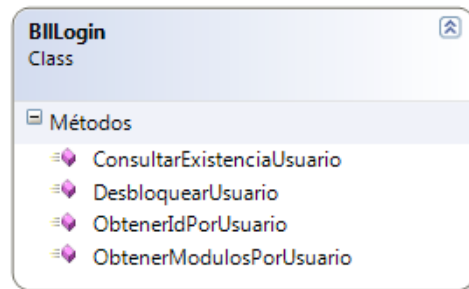 BllLogin
Class
Métodos
ConsultarExistenciaUsuario
DesbloquearUsuario
ObtenerIdPorUsuario
ObtenerModulosPorUsuario